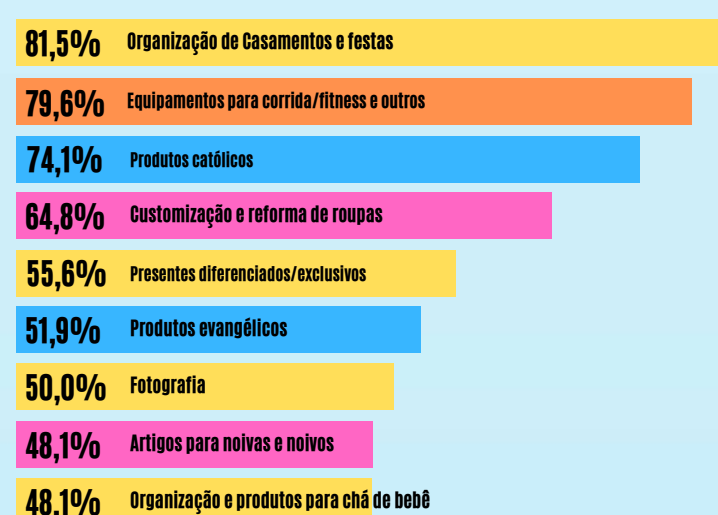 81,5% Organização de Casamentos e festas
79,6% Equipamentos para corrida/fitness e outros
74,1% Produtos católicos
64,8% Customização e reforma de roupas
55,6% Presentes diferenciados/exclusivos
51,9% Produtos evangélicos
50,0% Fotografia
48,1% Artigos para noivas e noivos
48,1% Organização e produtos para chá de bebê